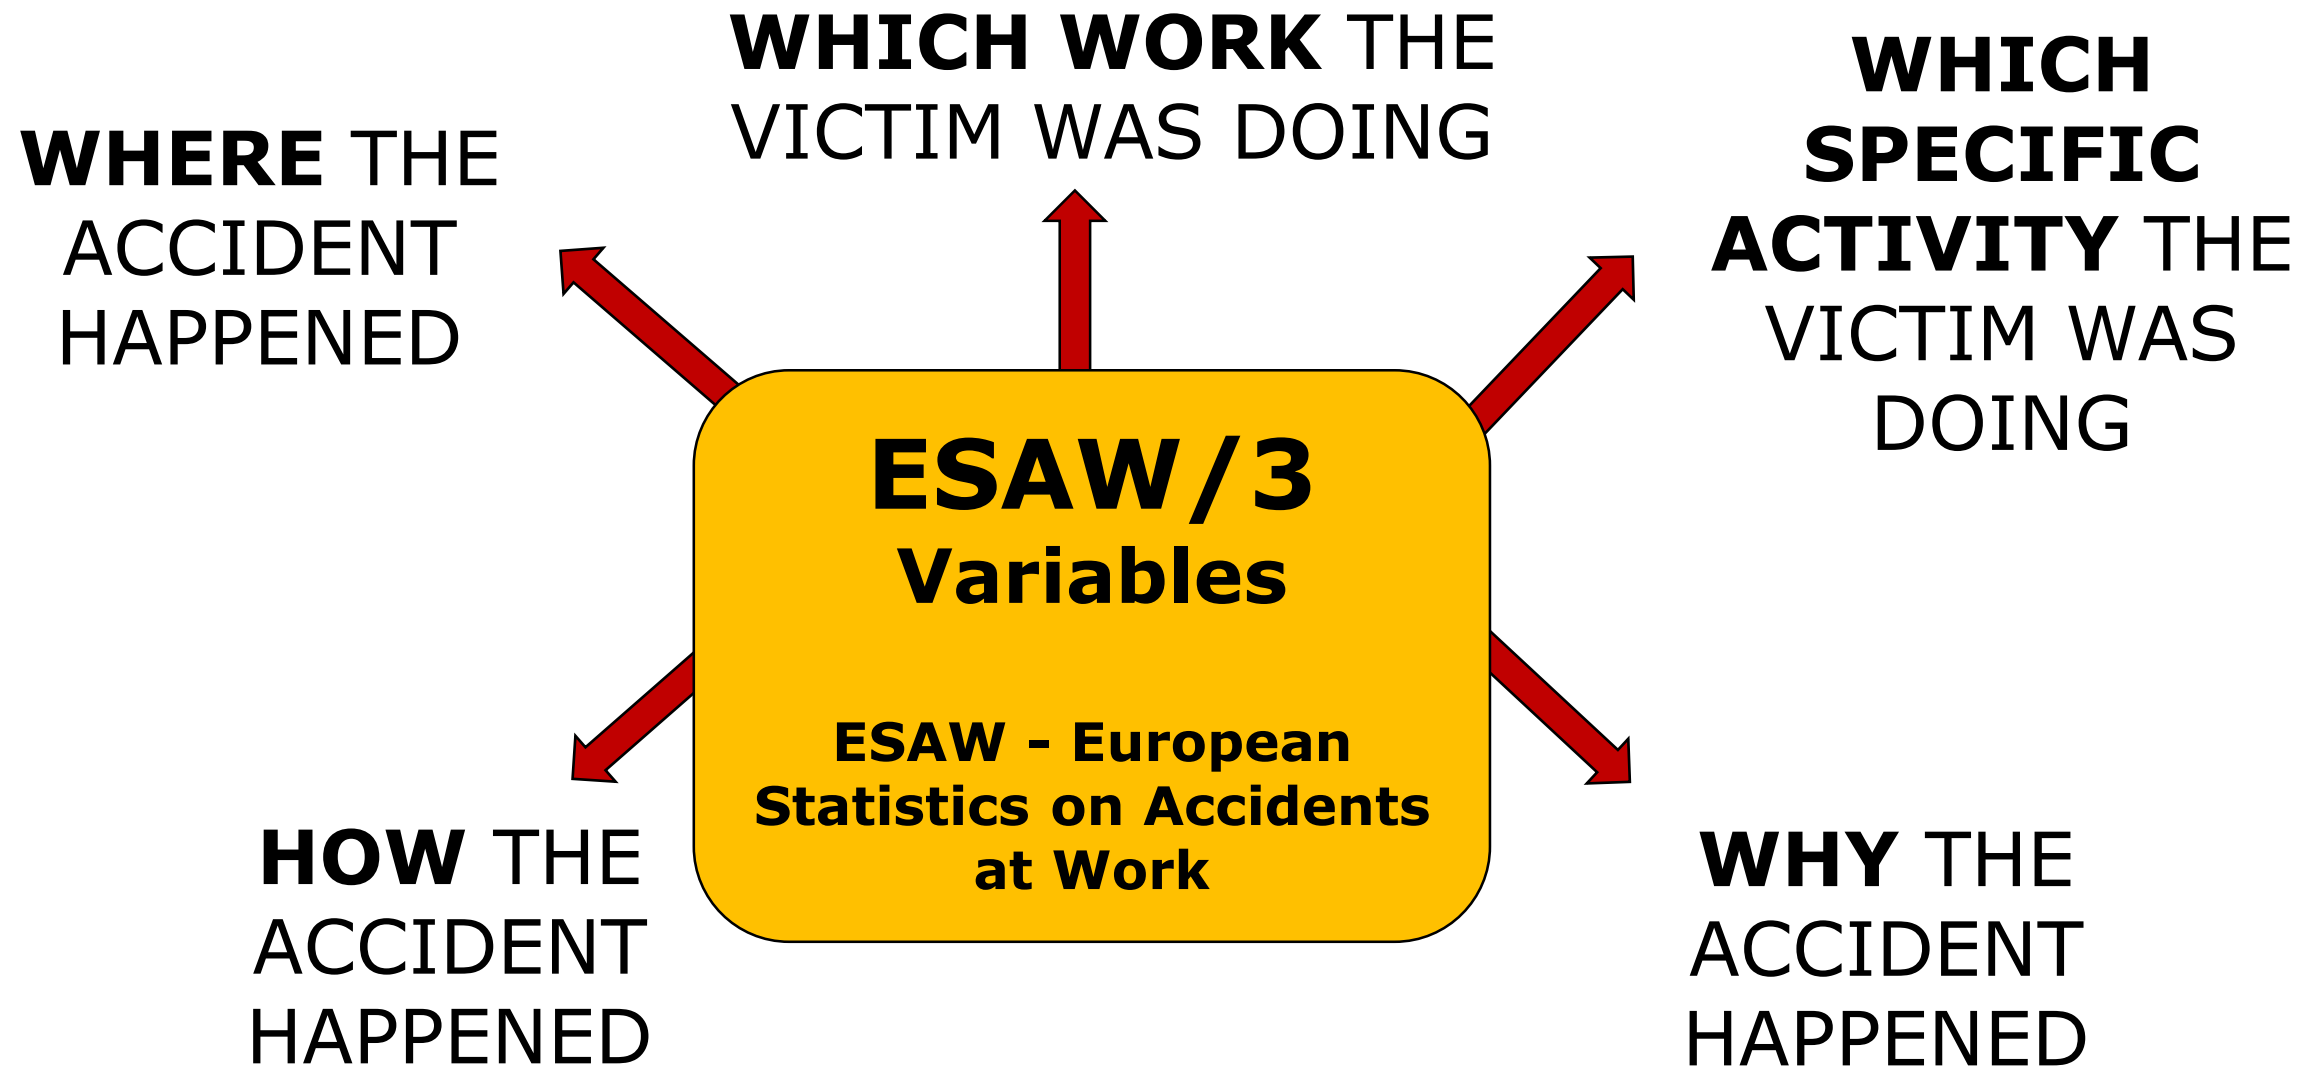 WHERE THE
ACCIDENT
HAPPENED
WHICH WORK THE
VICTIM WAS DOING
WHICH
SPECIFIC
ACTIVITY THE
VICTIM WAS
DOING
ESAW/3
Variables
ESAW - European
Statistics on Accidents
at Work
HOW THE
ACCIDENT
HAPPENED
WHY THE
ACCIDENT
HAPPENED